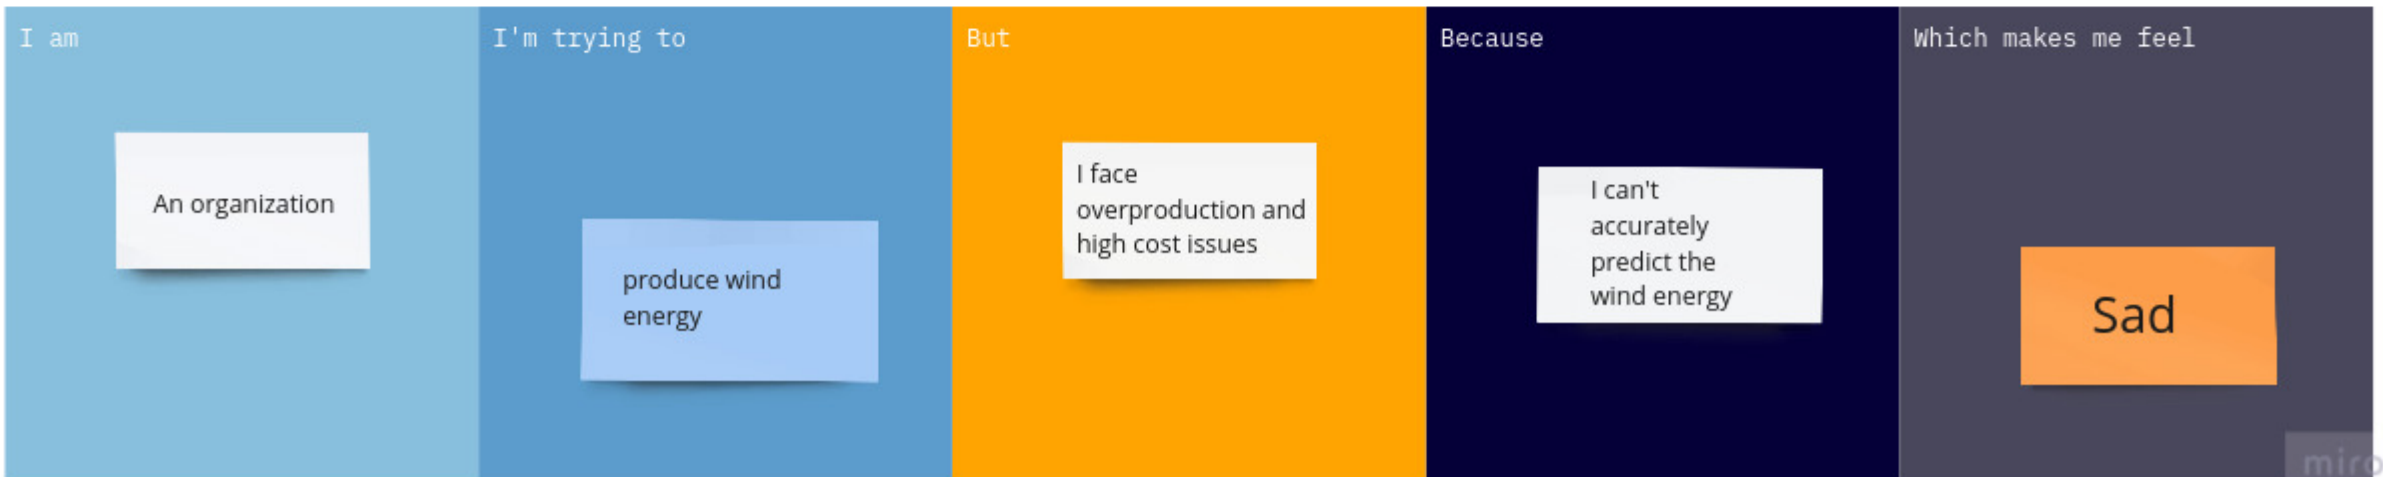 I am
An organization
I'm trying to
produce wind
energy
But
I face
overproduction and
high cost issues
Because
I can't
accurately
predict the
wind energy
Which makes me feel
Sad
miro